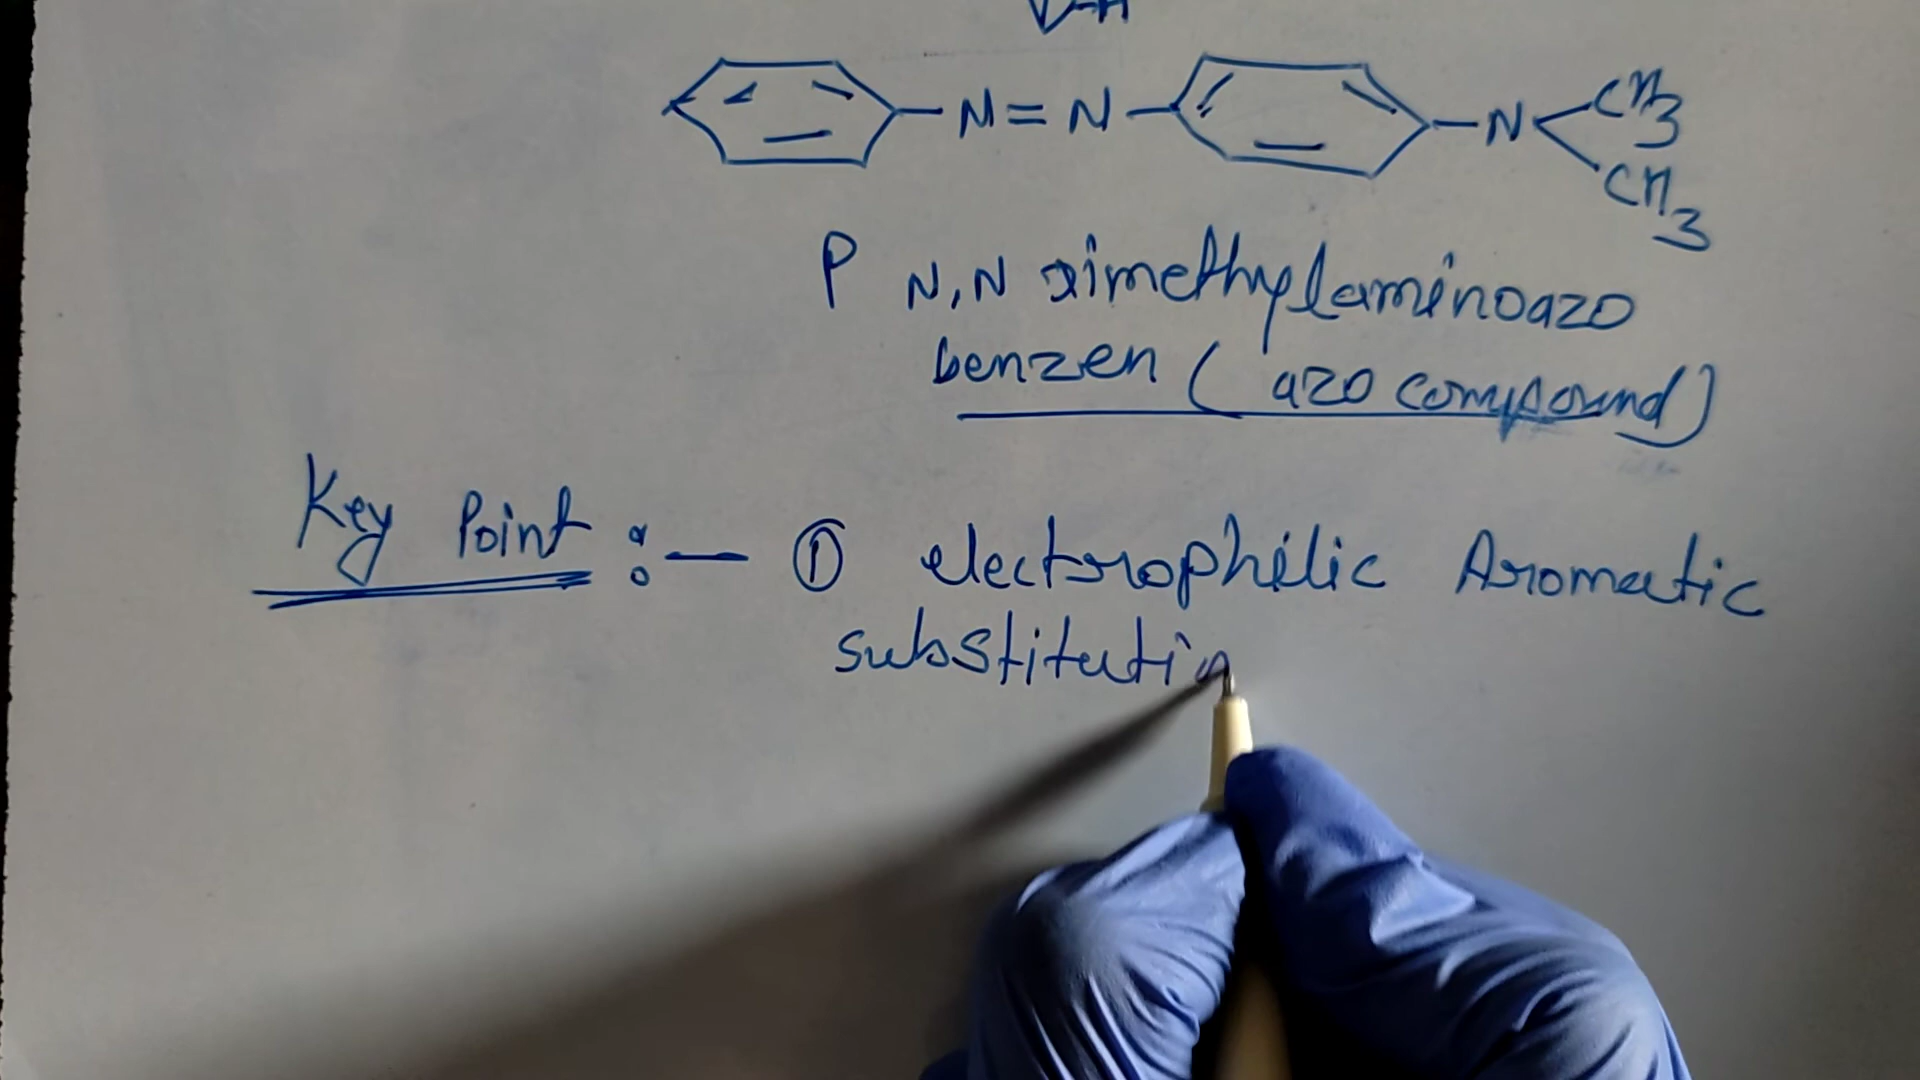 N=N N CH3
CH3
P N,N dimethylaminoazo
benzen ( azo compound)
Key Point :- ① electrophilic Aromatic
substitutio